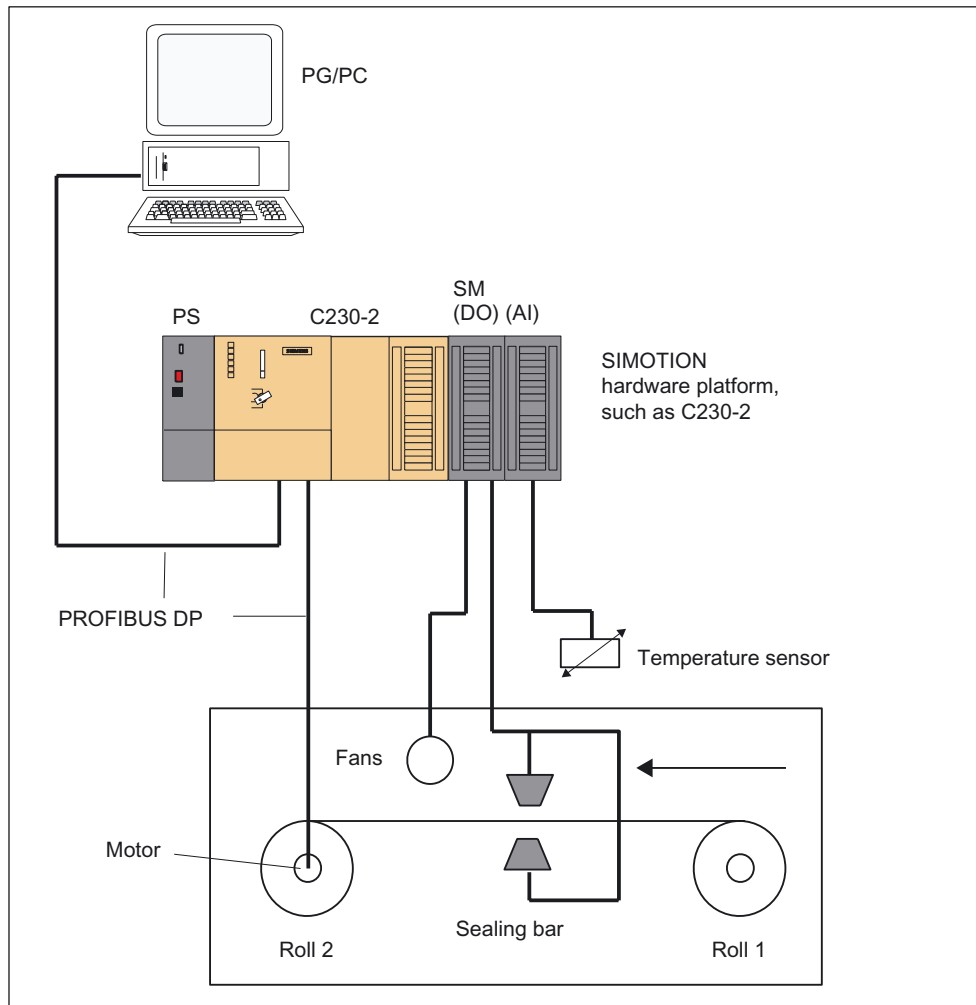 PG/PC
SM
PS
C230-2
(DO) (AI)
SIMOTION
hardware platform,
such as C230-2
PROFIBUS DP
Temperature sensor
Fans
Motor
Sealing bar
Roll 2
Roll 1